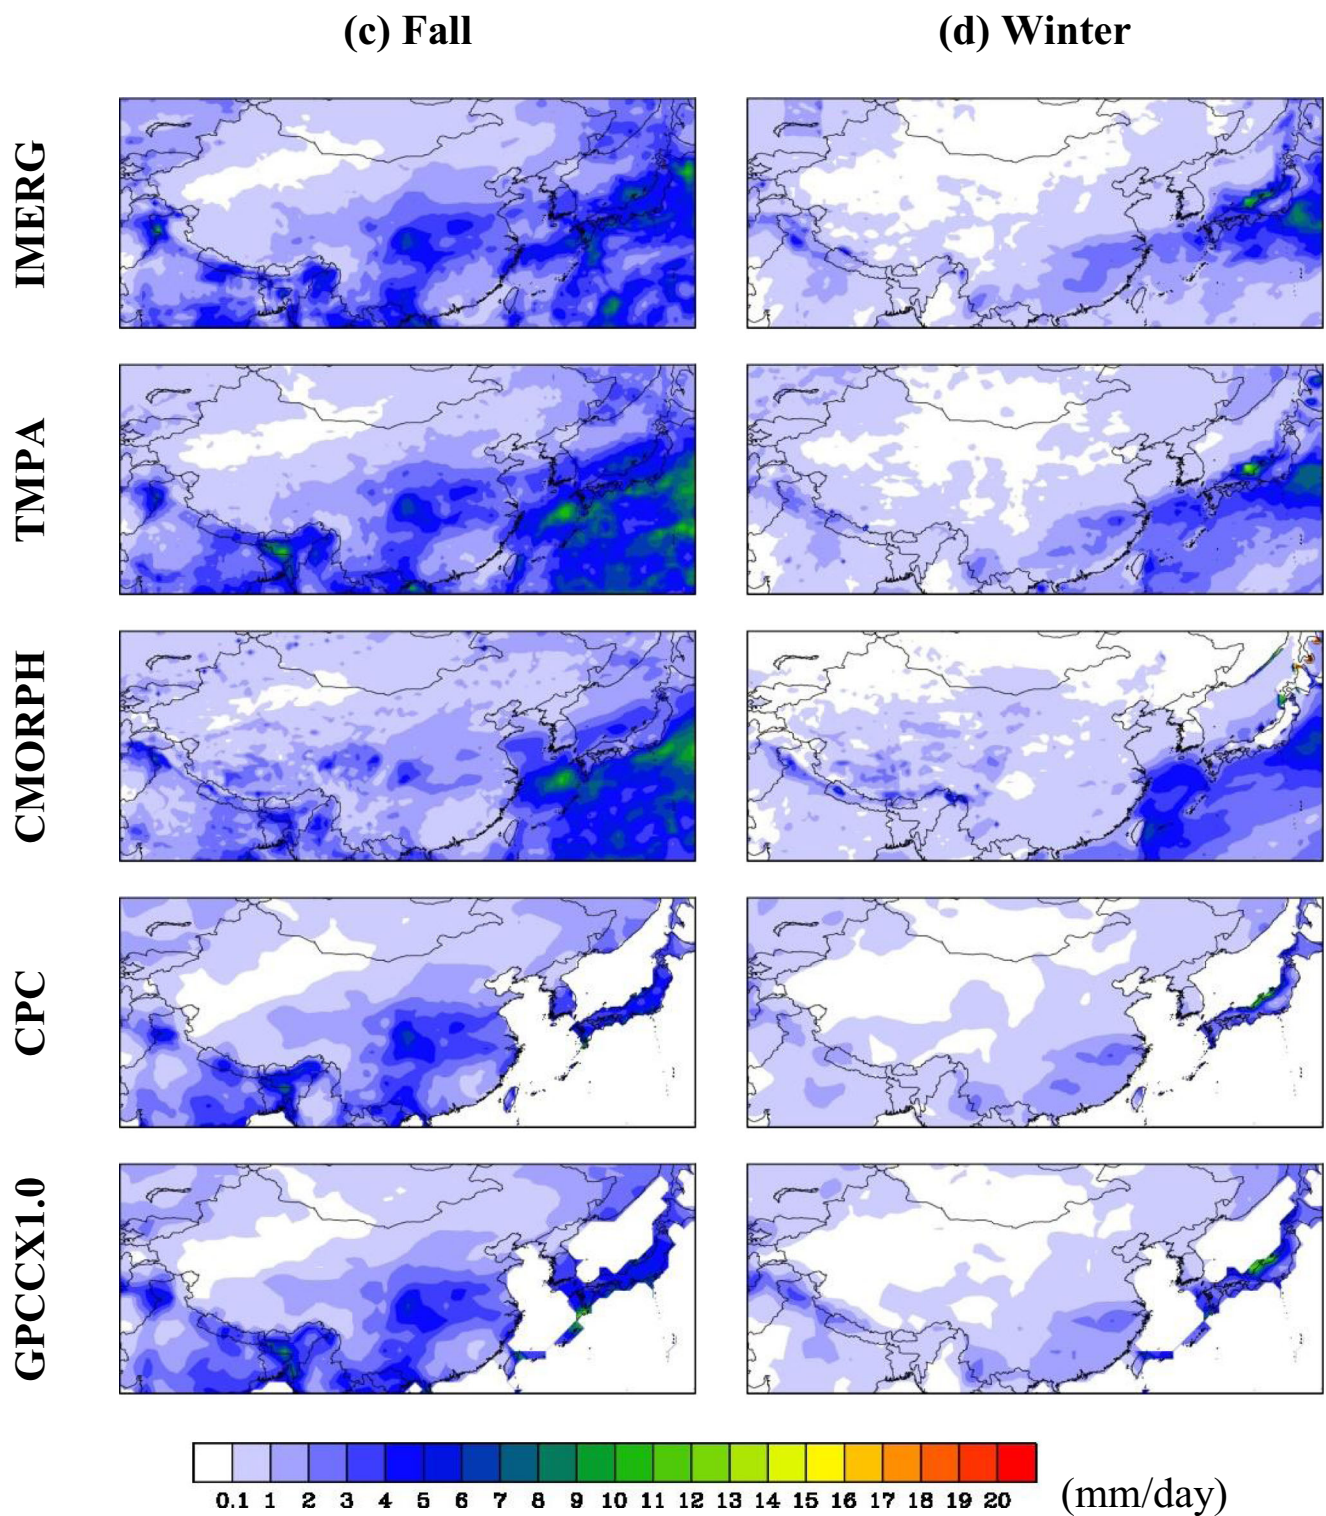 (c) Fall
(d) Winter
IMERG
TMPA
CMORPH
CPC
GPCCX1.0
0.1 1 2 3 4 5 6 7 8 9 10 11 12 13 14 15 16 17 18 19 20
(mm/day)